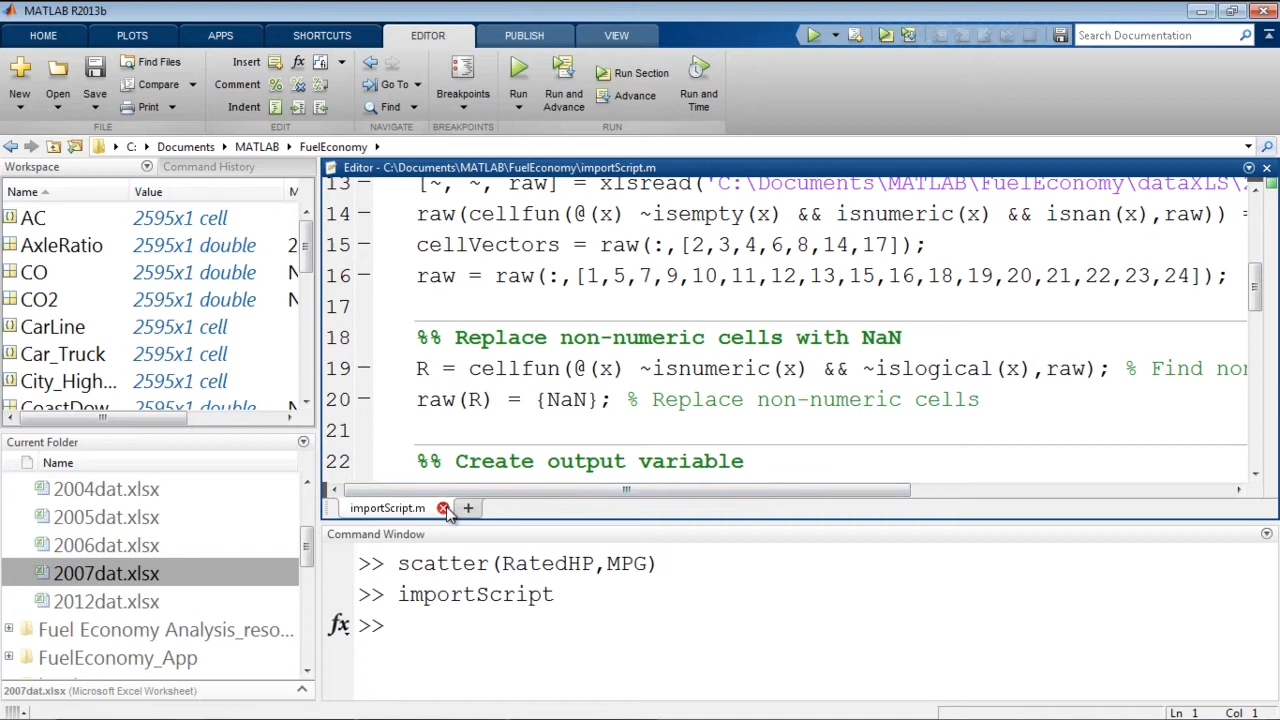 MATLAB R2013b
HOME PLOTS APPS SHORTCUTS EDITOR PUBLISH VIEW Search Documentation
New Open Save Find Files Compare Print
FILE
Insert fx Comment Indent
EDIT
Go To Find
NAVIGATE
Breakpoints
BREAKPOINTS
Run Run and Advance Run Section Advance Run and Time
RUN
C: Documents MATLAB FuelEconomy
Workspace Command History
Name Value M
AC 2595x1 cell
AxleRatio 2595x1 double 2
CO 2595x1 double N
CO2 2595x1 double N
CarLine 2595x1 cell
Car_Truck 2595x1 cell
City_High... 2595x1 cell
CoastDow... 2595x1 double N
Current Folder
Name
2004dat.xlsx
2005dat.xlsx
2006dat.xlsx
2007dat.xlsx
2012dat.xlsx
Fuel Economy Analysis_reso...
FuelEconomy_App
2007dat.xlsx (Microsoft Excel Worksheet)
Editor - C:\Documents\MATLAB\FuelEconomy\importScript.m
13 [~, ~, raw] = xlsread('C:\Documents\MATLAB\FuelEconomy\dataXLS\
14 raw(cellfun(@(x) ~isempty(x) && isnumeric(x) && isnan(x),raw)) =
15 cellVectors = raw(:,[2,3,4,6,8,14,17]);
16 raw = raw(:,[1,5,7,9,10,11,12,13,15,16,18,19,20,21,22,23,24]);
17
18 %% Replace non-numeric cells with NaN
19 R = cellfun(@(x) ~isnumeric(x) && ~islogical(x),raw); % Find non
20 raw(R) = {NaN}; % Replace non-numeric cells
21
22 %% Create output variable
importScript.m
Command Window
>> scatter(RatedHP,MPG)
>> importScript
fx >>
Ln 1 Col 1